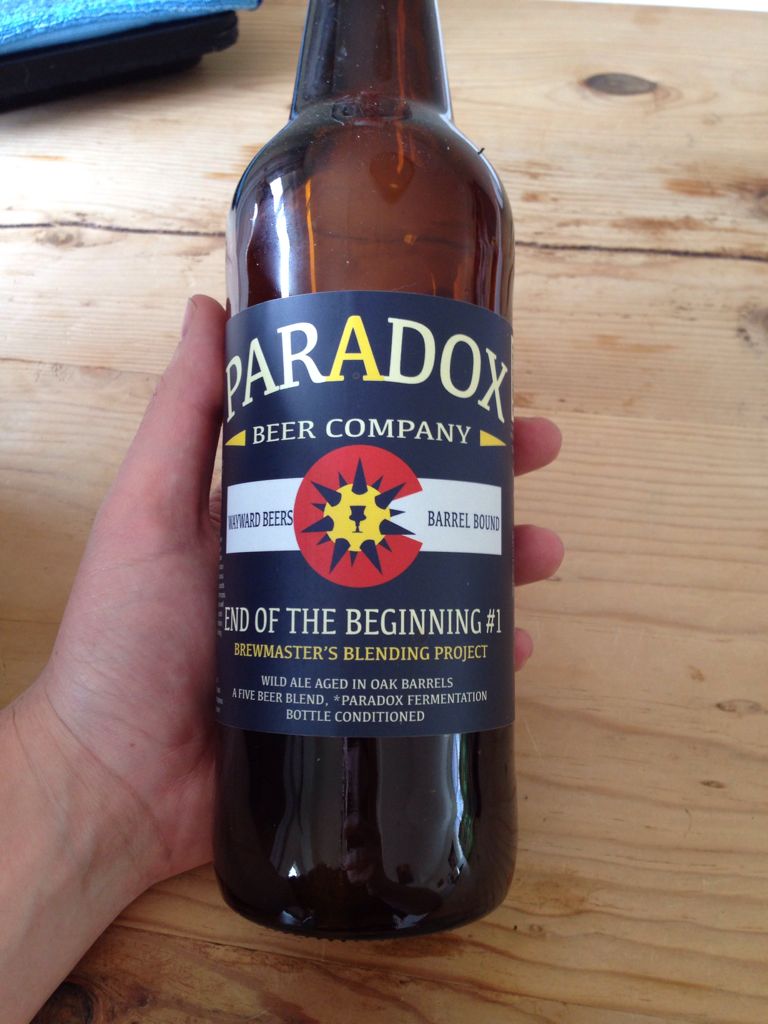 PARADOX
BEER COMPANY
WAYWARD BEERS BARREL BOUND
END OF THE BEGINNING #1
BREWMASTER'S BLENDING PROJECT
WILD ALE AGED IN OAK BARRELS
A FIVE BEER BLEND, *PARADOX FERMENTATION
BOTTLE CONDITIONED